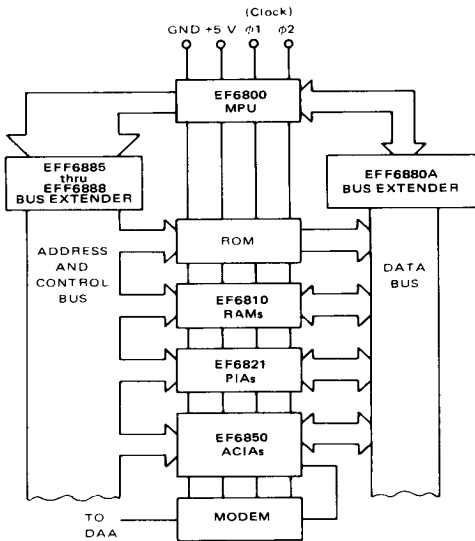 (Clock)
GND +5 V ϕ1 ϕ2
EF6800
MPU
EFF6885
thru
EFF6888
BUS EXTENDER
EFF6880A
BUS EXTENDER
ADDRESS
AND
CONTROL
BUS
ROM
DATA
BUS
EF6810
RAMs
EF6821
PIAs
EF6850
ACIAs
TO
DAA
MODEM